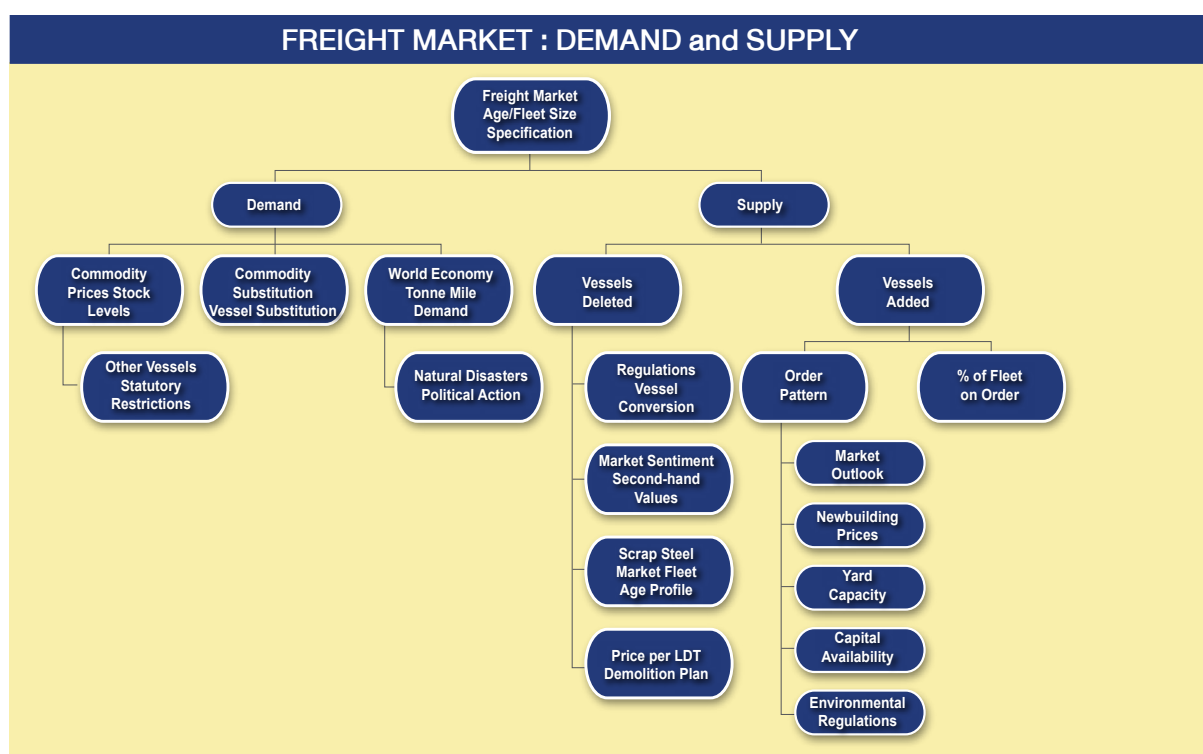 FREIGHT MARKET : DEMAND and SUPPLY
Freight Market
Age/Fleet Size
Specification
Demand
Supply
Commodity
Prices Stock
Levels
Commodity
Substitution
Vessel Substitution
World Economy
Tonne Mile
Demand
Vessels
Deleted
Vessels
Added
Other Vessels
Statutory
Restrictions
Natural Disasters
Political Action
Regulations
Vessel
Conversion
Order
Pattern
% of Fleet
on Order
Market Sentiment
Second-hand
Values
Scrap Steel
Market Fleet
Age Profile
Price per LDT
Demolition Plan
Market
Outlook
Newbuilding
Prices
Yard
Capacity
Capital
Availability
Environmental
Regulations